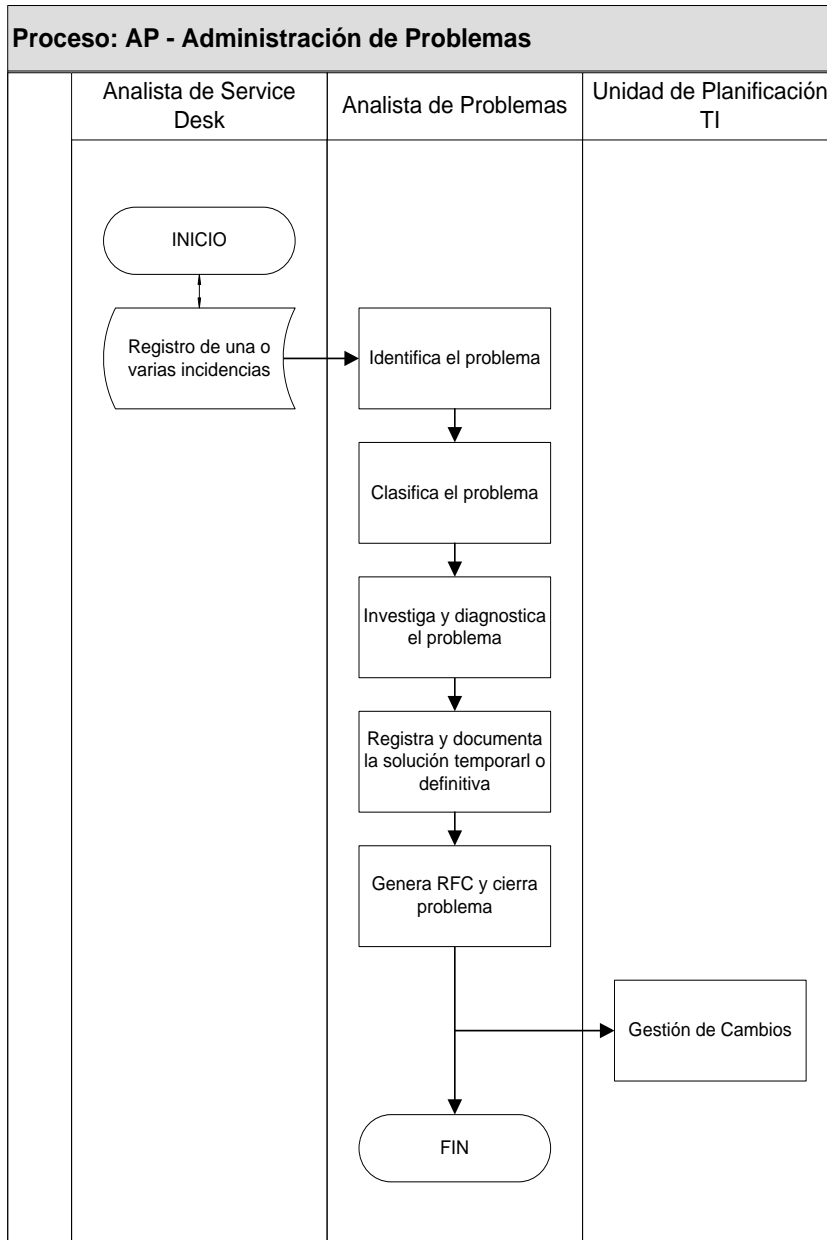 Proceso: AP - Administración de Problemas
Analista de Service
Desk
Analista de Problemas
Unidad de Planificación
TI
INICIO
Registro de una o
varias incidencias
Identifica el problema
Clasifica el problema
Investiga y diagnostica
el problema
Registra y documenta
la solución temporarl o
definitiva
Genera RFC y cierra
problema
Gestión de Cambios
FIN